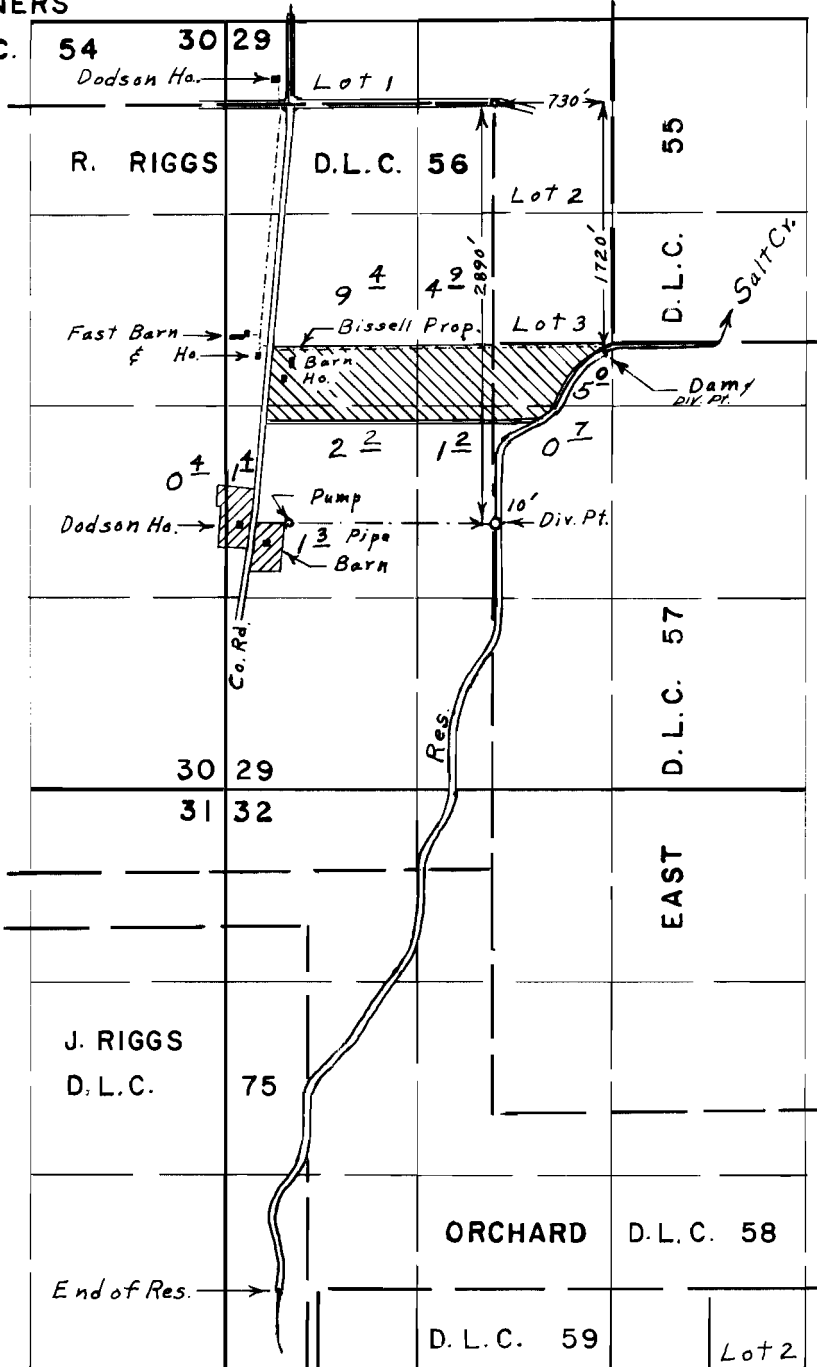 NERS
C. 54
30 29
Dodson Ho.
Lot 1
730'
R. RIGGS D.L.C. 56
55
D.L.C.
Lot 2
2890'
1720'
Salt Cr.
9 4
4 9
Bissell Prop.
Lot 3
Fast Barn
& Ho.
Barn
Ho.
5 0
Dam &
Div. Pt.
2 2
1 2
0 7
0 4
1 4
Pump
10'
Div. Pt.
Dodson Ho.
1 3
Pipe
Barn
Co. Rd.
D.L.C. 57
EAST
Res.
30 29
31 32
J. RIGGS
D.L.C. 75
ORCHARD D.L.C. 58
End of Res.
D.L.C. 59
Lot 2